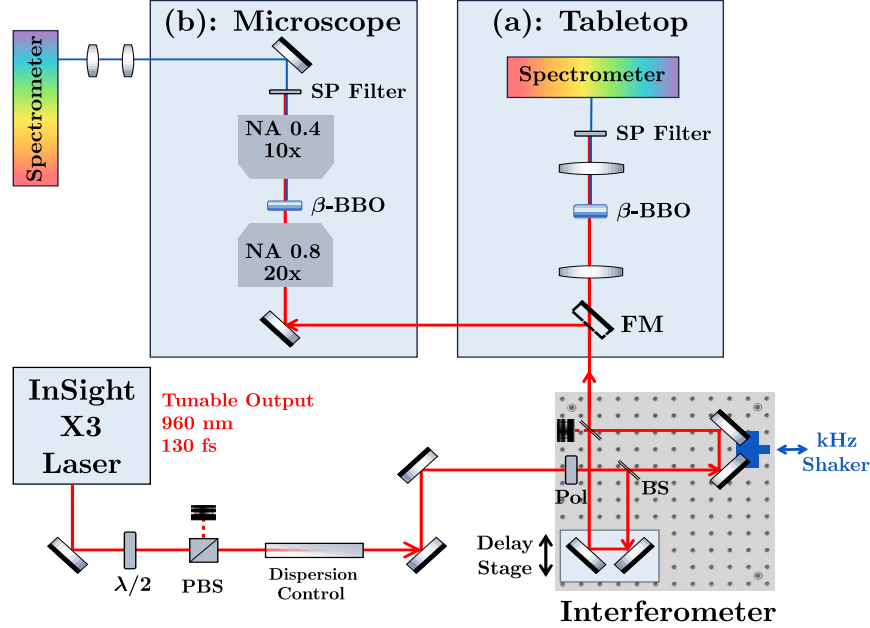 (b): Microscope
(a): Tabletop
Spectrometer
SP Filter
NA 0.4
10x
β-BBO
NA 0.8
20x
Spectrometer
SP Filter
β-BBO
FM
InSight
X3
Laser
Tunable Output
960 nm
130 fs
λ/2
PBS
Dispersion
Control
Pol
BS
kHz
Shaker
Delay
Stage
Interferometer